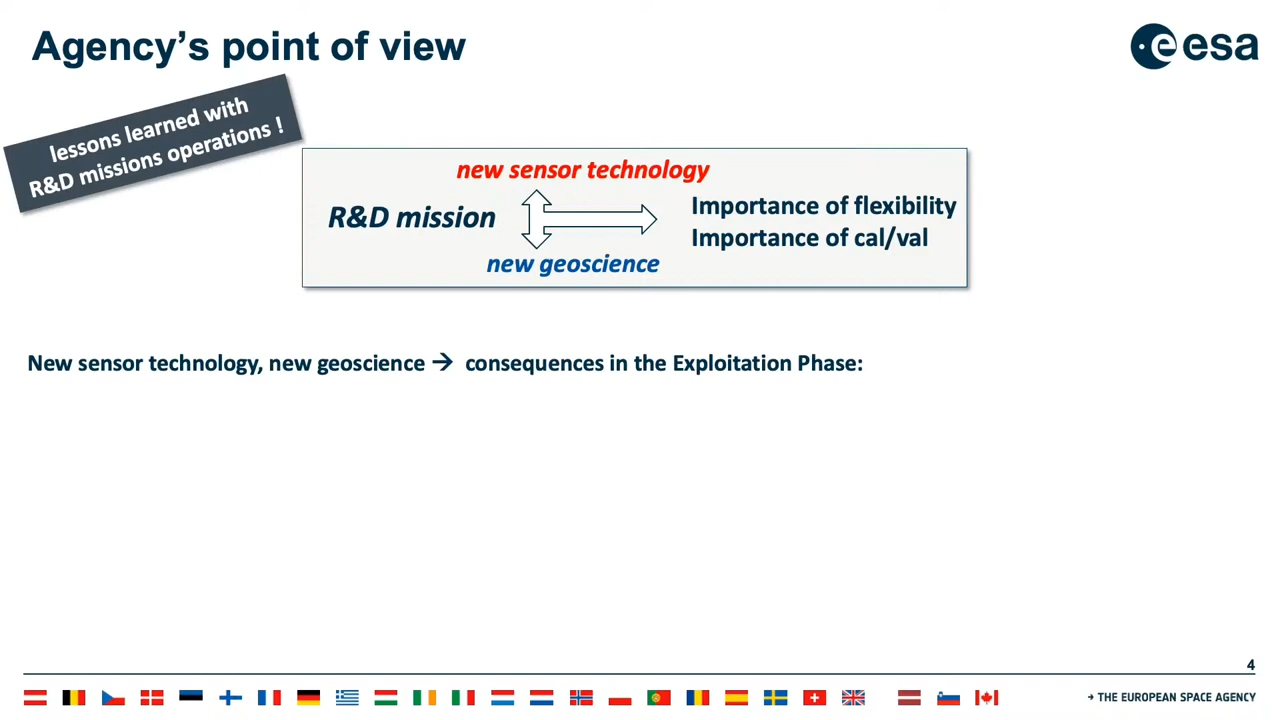 Agency's point of view
esa
lessons learned with
R&D missions operations !
new sensor technology
R&D mission
Importance of flexibility
Importance of cal/val
new geoscience
New sensor technology, new geoscience → consequences in the Exploitation Phase:
4
→ THE EUROPEAN SPACE AGENCY